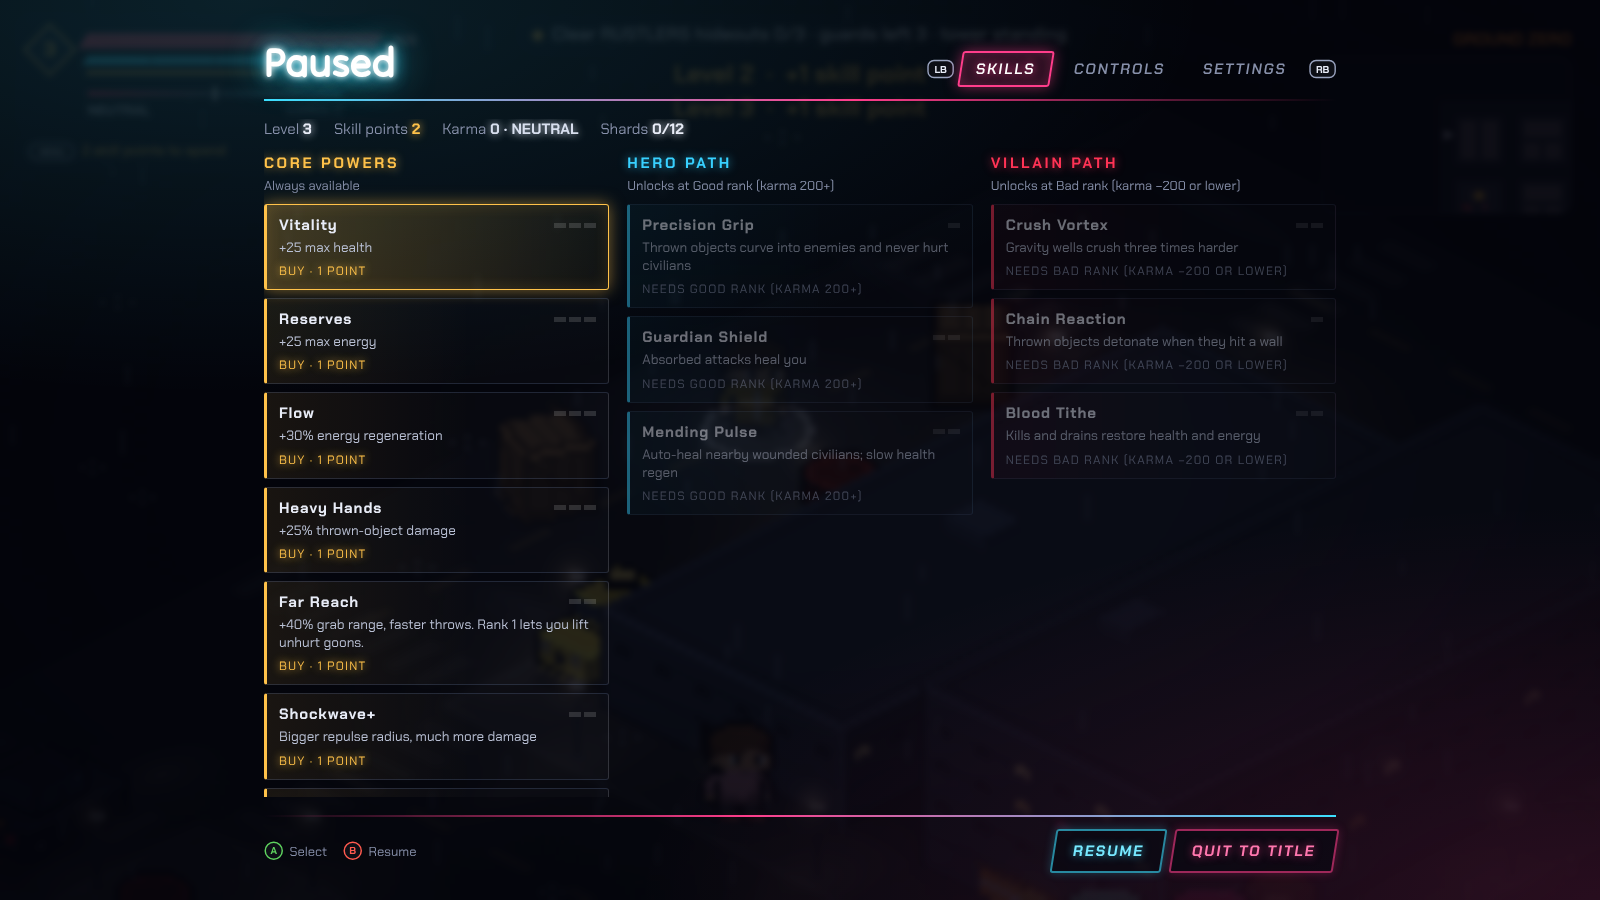 Paused
LB SKILLS CONTROLS SETTINGS RB
Level 3 Skill points 2 Karma 0 · NEUTRAL Shards 0/12
CORE POWERS
Always available
Vitality
+25 max health
BUY · 1 POINT
Reserves
+25 max energy
BUY · 1 POINT
Flow
+30% energy regeneration
BUY · 1 POINT
Heavy Hands
+25% thrown-object damage
BUY · 1 POINT
Far Reach
+40% grab range, faster throws. Rank 1 lets you lift
unhurt goons.
BUY · 1 POINT
Shockwave+
Bigger repulse radius, much more damage
BUY · 1 POINT
HERO PATH
Unlocks at Good rank (karma 200+)
Precision Grip
Thrown objects curve into enemies and never hurt
civilians
NEEDS GOOD RANK (KARMA 200+)
Guardian Shield
Absorbed attacks heal you
NEEDS GOOD RANK (KARMA 200+)
Mending Pulse
Auto-heal nearby wounded civilians; slow health
regen
NEEDS GOOD RANK (KARMA 200+)
VILLAIN PATH
Unlocks at Bad rank (karma −200 or lower)
Crush Vortex
Gravity wells crush three times harder
NEEDS BAD RANK (KARMA −200 OR LOWER)
Chain Reaction
Thrown objects detonate when they hit a wall
NEEDS BAD RANK (KARMA −200 OR LOWER)
Blood Tithe
Kills and drains restore health and energy
NEEDS BAD RANK (KARMA −200 OR LOWER)
Level 2 · +1 skill point
Level 3 · +1 skill point
A Select B Resume
RESUME QUIT TO TITLE